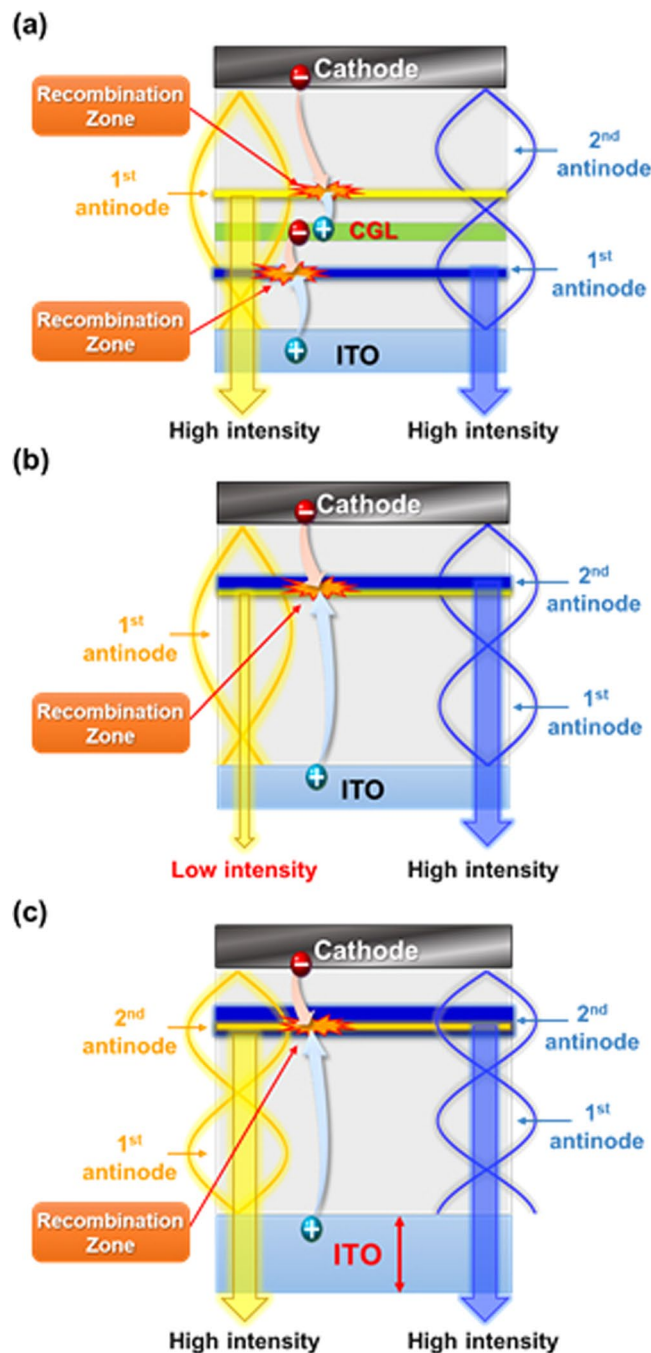 (a)
Cathode
Recombination
Zone
1st
antinode
2nd
antinode
CGL
1st
antinode
Recombination
Zone
ITO
High intensity
High intensity
(b)
Cathode
2nd
antinode
1st
antinode
Recombination
Zone
1st
antinode
ITO
Low intensity
High intensity
(c)
Cathode
2nd
antinode
2nd
antinode
1st
antinode
1st
antinode
Recombination
Zone
ITO
High intensity
High intensity